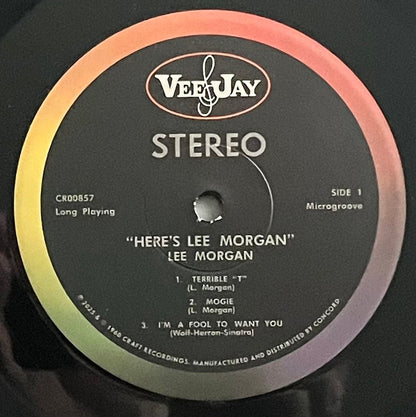 VEE JAY
STEREO
CR00857
Long Playing
SIDE 1
Microgroove
"HERE'S LEE MORGAN"
LEE MORGAN
1. TERRIBLE "T"
(L. Morgan)
2. MOGIE
(L. Morgan)
3. I'M A FOOL TO WANT YOU
(Wolf-Herron-Sinatra)
℗ 2025 & © 1960 CRAFT RECORDINGS. MANUFACTURED AND DISTRIBUTED BY CONCORD.